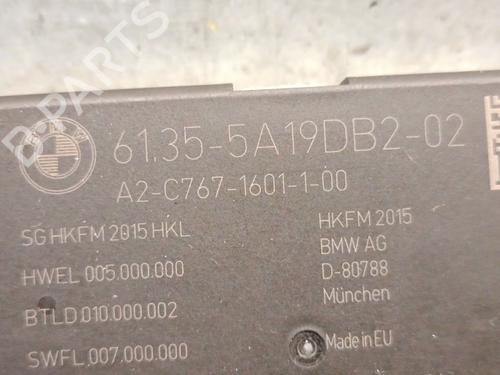 B-PARTS
BMW
61.35-5A19DB2-02
A2-C767-1601-1-00
SG HKFM 2015 HKL
HWEL 005.000.000
BTLD 010.000.002
SWFL 007.000.000
HKFM 2015
BMW AG
D-80788
München
Made in EU